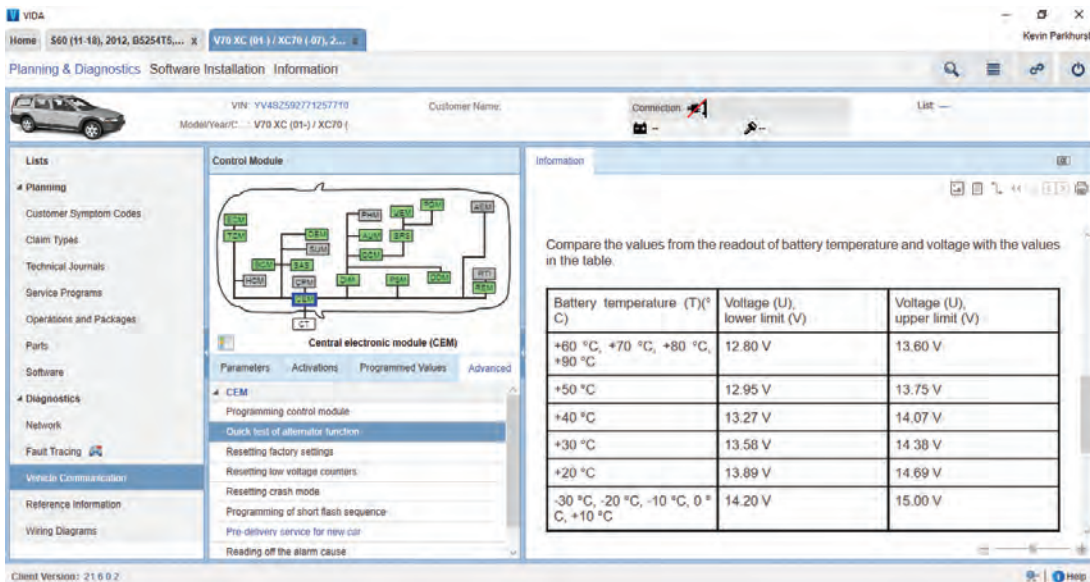 VIDA
Home
S60 (11-18), 2012, B5254T5,... x
V70 XC (01-) / XC70 (-07), 2...
Kevin Parkhurst
Planning & Diagnostics Software Installation Information
VIN: YV4BZ592771257710
Customer Name:
Connection
List: ---
Model/Year/C... : V70 XC (01-) / XC70 (
Lists
Planning
Customer Symptom Codes
Claim Types
Technical Journals
Service Programs
Operations and Packages
Parts
Software
Diagnostics
Network
Fault Tracing
Vehicle Communication
Reference Information
Wiring Diagrams
Control Module
PHM
AEM
TCM
DEM
AUM
SRS
SUM
CCM
SAS
HCM
CPM
DIM
PSM
DDM
RTI
REM
CEM
CT
Central electronic module (CEM)
Parameters Activations Programmed Values Advanced
CEM
Programming control module
Quick test of alternator function
Resetting factory settings
Resetting low voltage counters
Resetting crash mode
Programming of short flash sequence
Pre-delivery service for new car
Reading off the alarm cause
Information
Compare the values from the readout of battery temperature and voltage with the values
in the table.
Battery temperature (T)(°
C)
Voltage (U),
lower limit (V)
Voltage (U),
upper limit (V)
+60 °C, +70 °C, +80 °C,
+90 °C
12.80 V
13.60 V
+50 °C
12.95 V
13.75 V
+40 °C
13.27 V
14.07 V
+30 °C
13.58 V
14.38 V
+20 °C
13.89 V
14.69 V
-30 °C, -20 °C, -10 °C, 0 °
C, +10 °C
14.20 V
15.00 V
Client Version: 21.6.0.2
Help